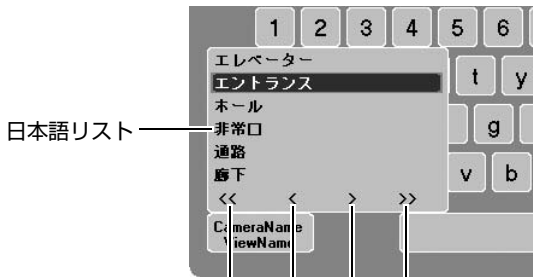 1 2 3 4 5 6
エレベーター
エントランス
t y
ホール
日本語リスト
非常口
g
通路
廊下
v b
<< < > >>
CameraName
ViewName